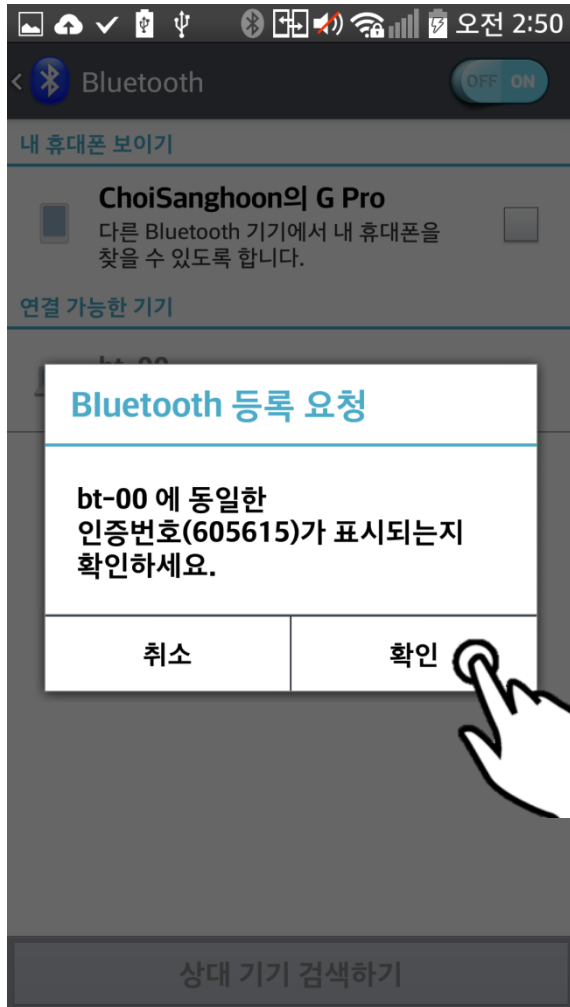 오전 2:50
Bluetooth
OFF ON
내 휴대폰 보이기
ChoiSanghoon의 G Pro
다른 Bluetooth 기기에서 내 휴대폰을
찾을 수 있도록 합니다.
연결 가능한 기기
bt-00
Bluetooth 등록 요청
bt-00 에 동일한
인증번호(605615)가 표시되는지
확인하세요.
취소
확인
상대 기기 검색하기